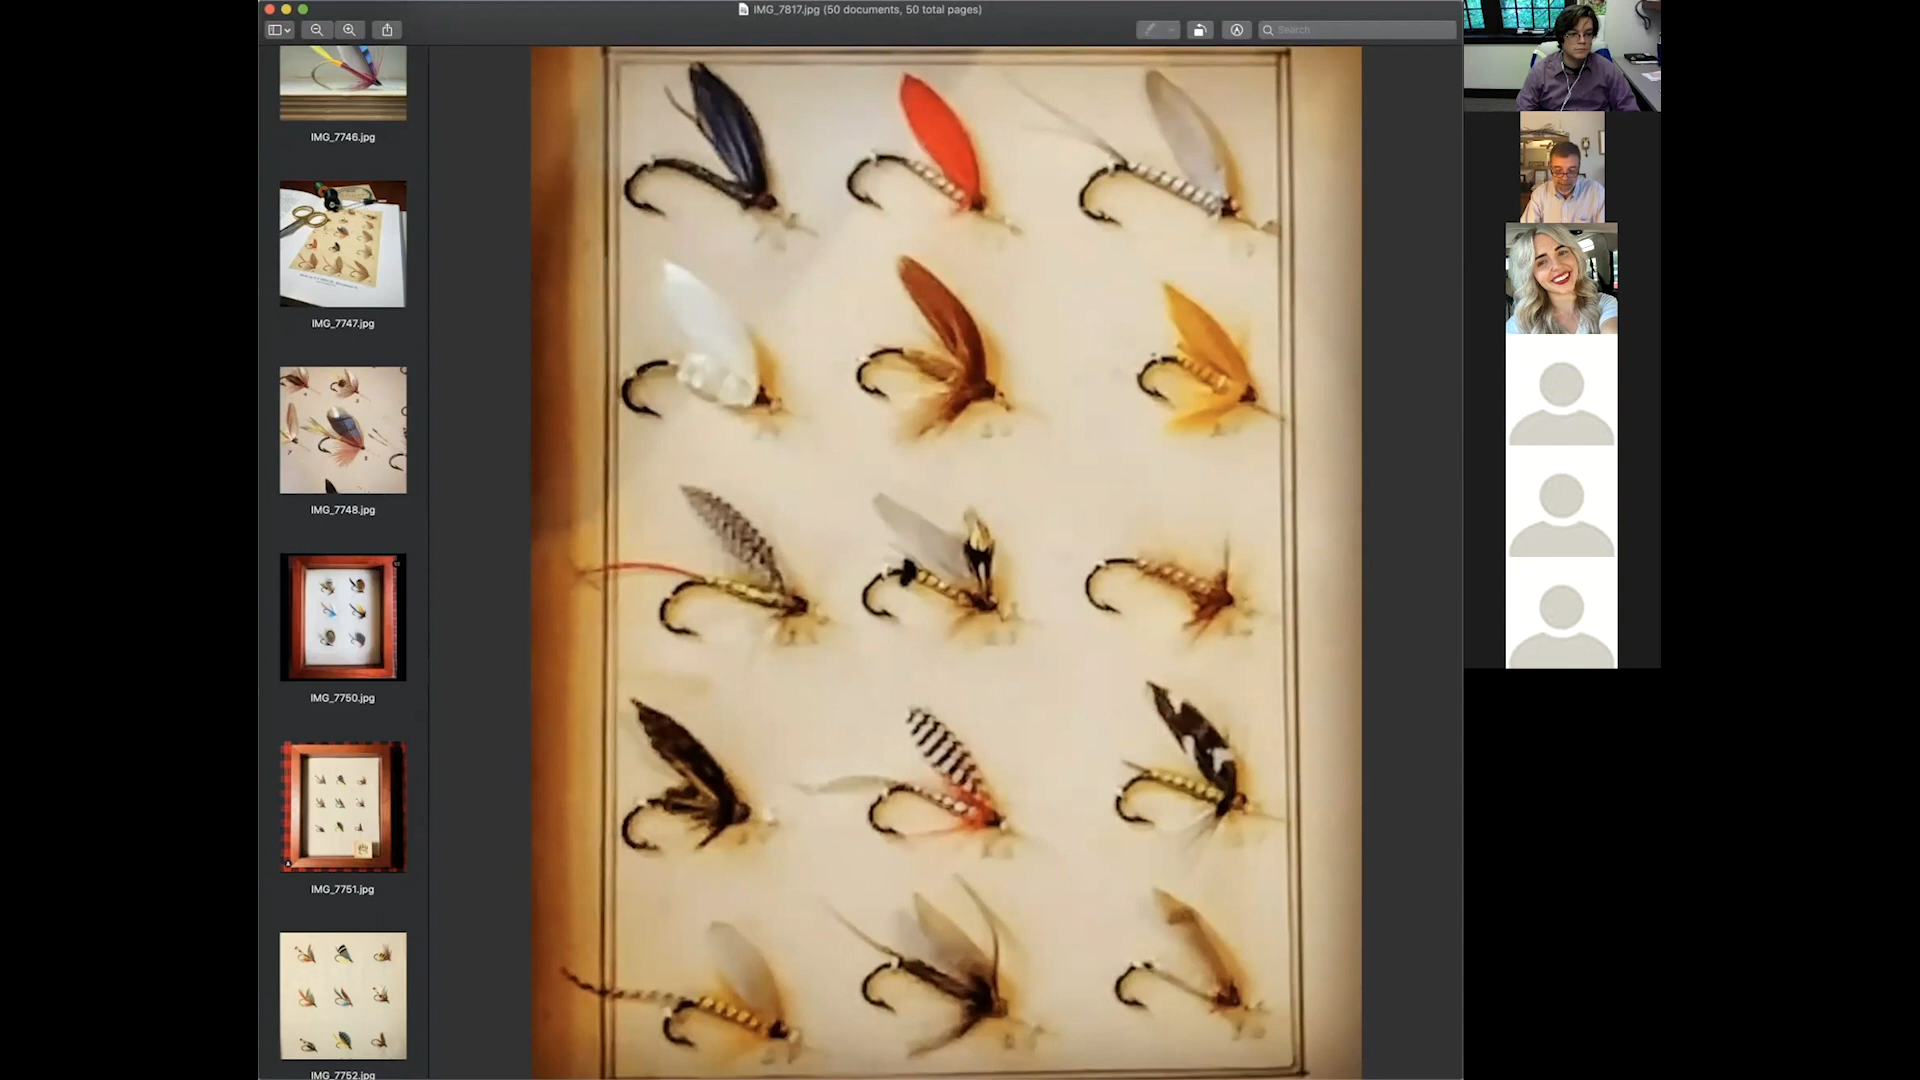 IMG_7817.jpg (50 documents, 50 total pages)
Search
IMG_7746.jpg
IMG_7747.jpg
IMG_7748.jpg
IMG_7750.jpg
IMG_7751.jpg
IMG_7752.jpg